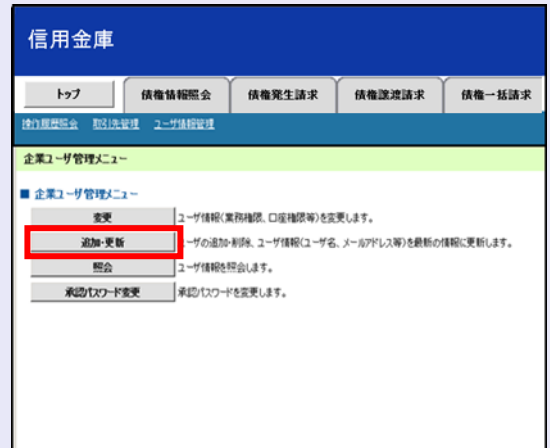 信用金庫
トップ 債権情報照会 債権発生請求 債権譲渡請求 債権一括請求
操作履歴照会 取引先管理 ユーザ情報管理
企業ユーザ管理メニュー
■ 企業ユーザ管理メニュー
変更 ユーザ情報(業務権限、口座権限等)を変更します。
追加・更新 ユーザの追加・削除、ユーザ情報(ユーザ名、メールアドレス等)を最新の情報に更新します。
照会 ユーザ情報を照会します。
承認パスワード変更 承認パスワードを変更します。